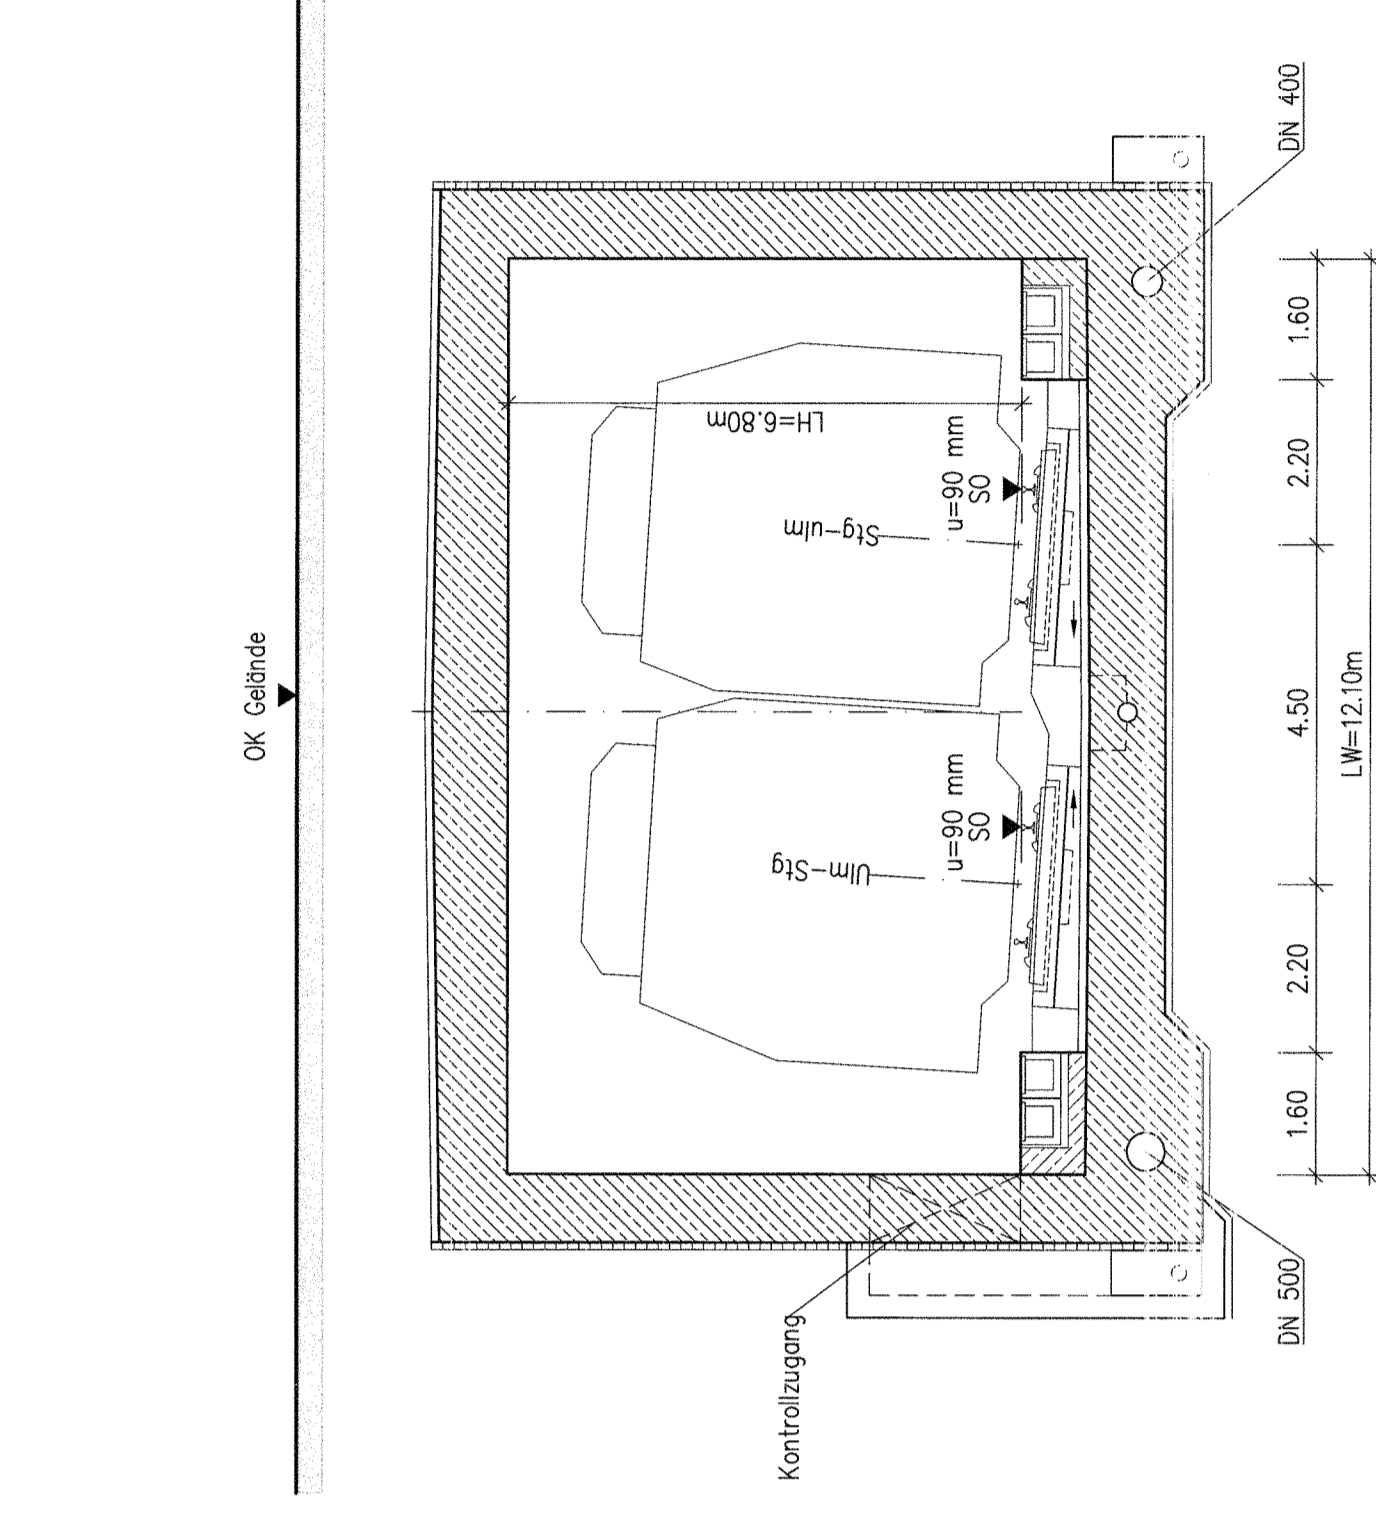 OK Gelände
LH=6.80m
Ulm-Stg
Stg-ulm
u=90 mm
SO
u=90 mm
SO
Kontrollzugang
DN 500
DN 400
1.60
2.20
4.50
2.20
1.60
LW=12.10m